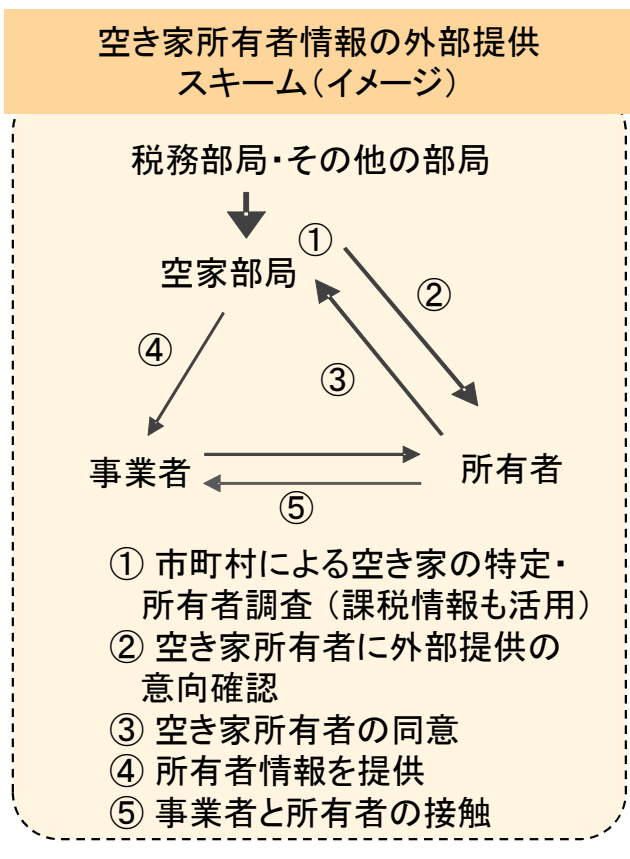 空き家所有者情報の外部提供
スキーム(イメージ)
税務部局・その他の部局
①
空家部局
②
④
③
事業者
所有者
⑤
① 市町村による空き家の特定・
所有者調査(課税情報も活用)
② 空き家所有者に外部提供の
意向確認
③ 空き家所有者の同意
④ 所有者情報を提供
⑤ 事業者と所有者の接触